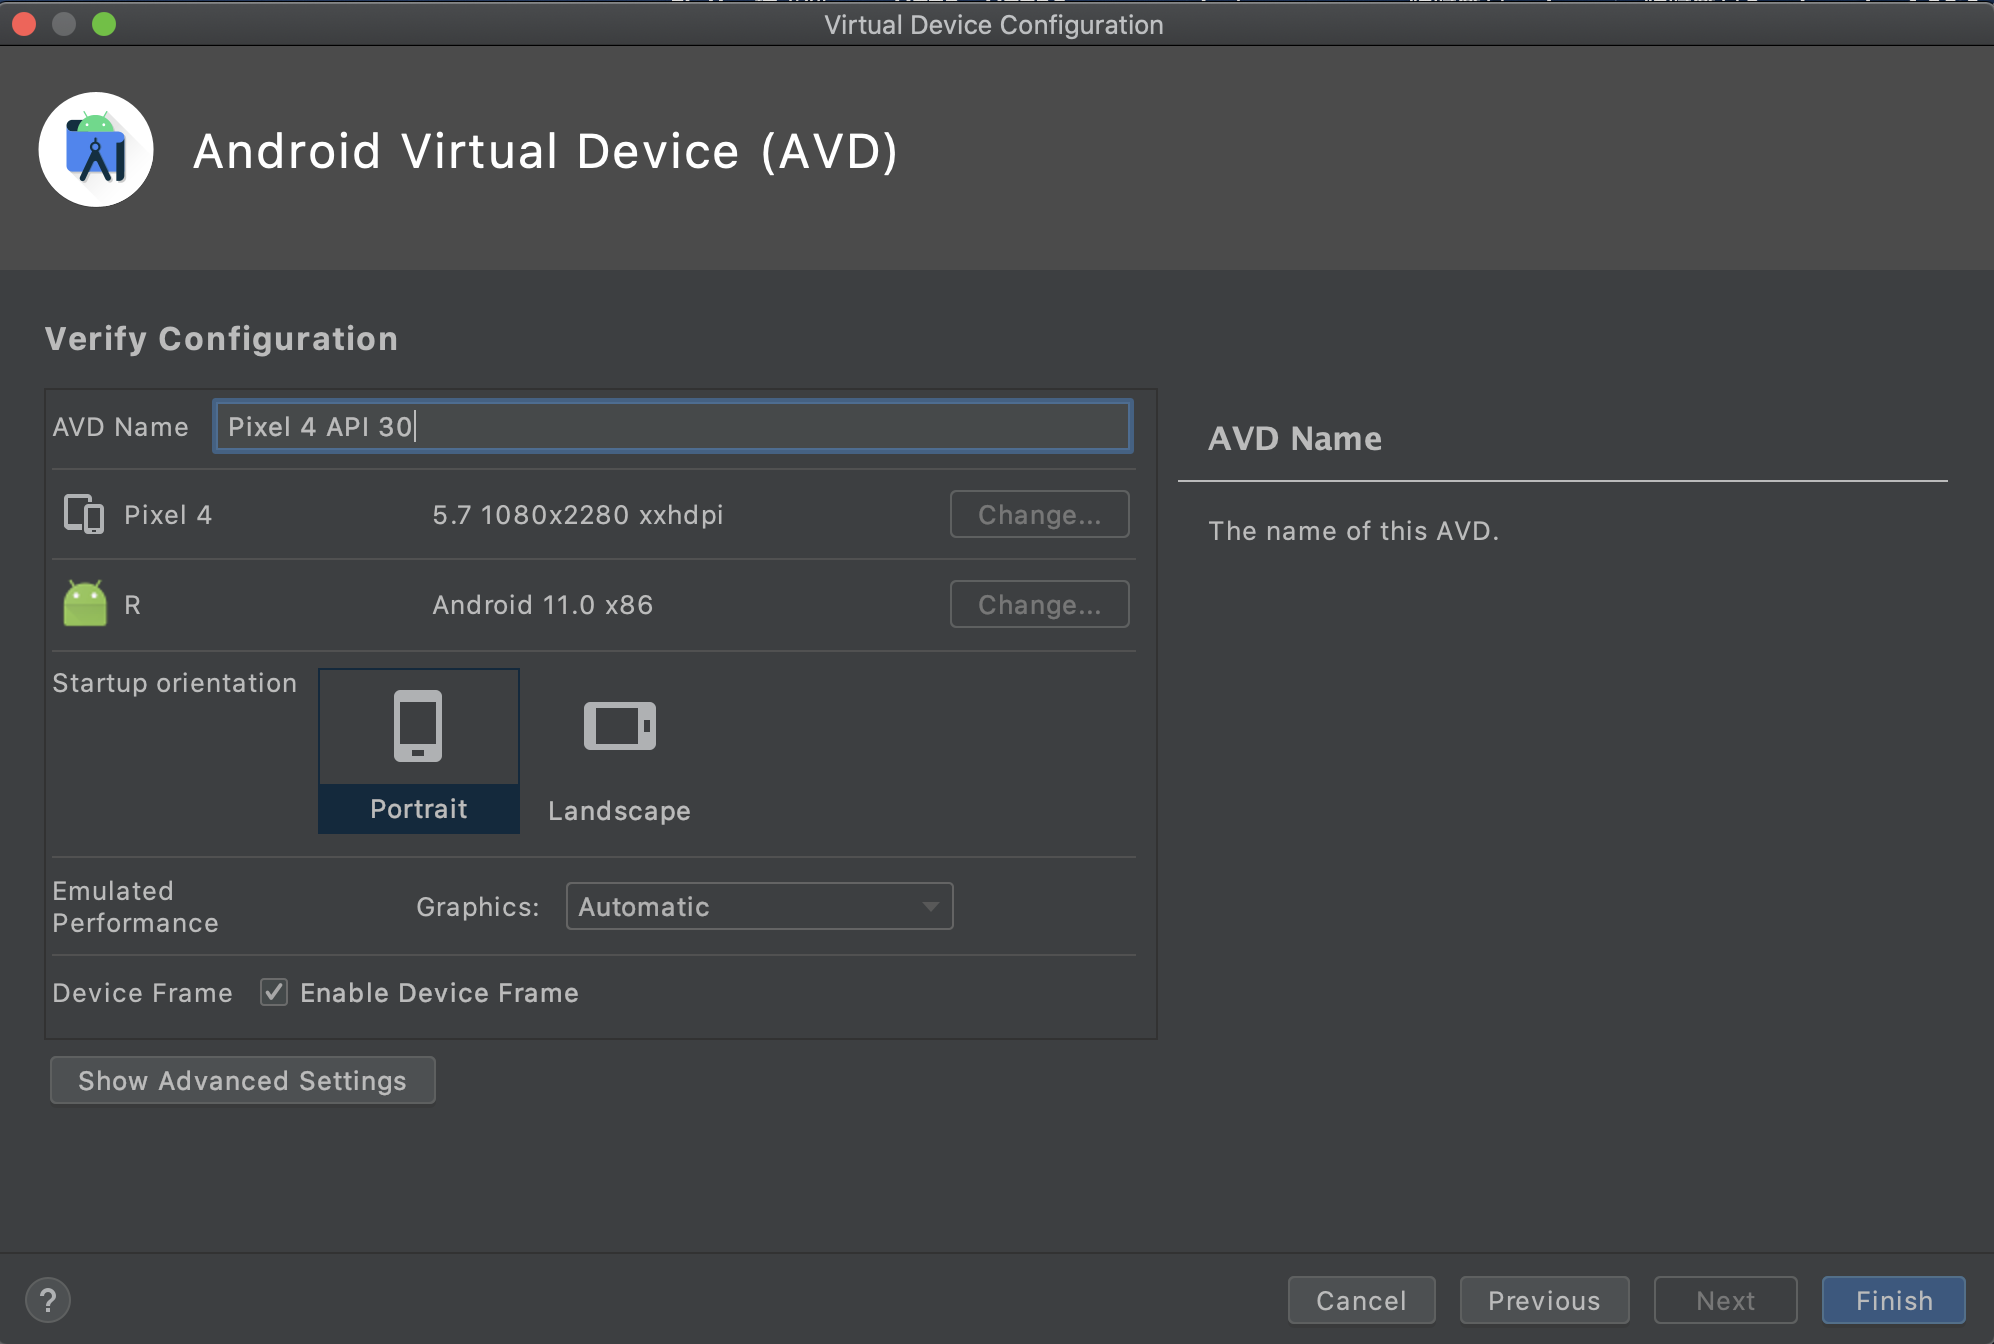 Virtual Device Configuration
Android Virtual Device (AVD)
Verify Configuration
AVD Name
Pixel 4 API 30
Pixel 4
5.7 1080x2280 xxhdpi
Change...
R
Android 11.0 x86
Change...
Startup orientation
Portrait
Landscape
Emulated
Performance
Graphics:
Automatic
Device Frame
Enable Device Frame
Show Advanced Settings
AVD Name
The name of this AVD.
?
Cancel
Previous
Next
Finish